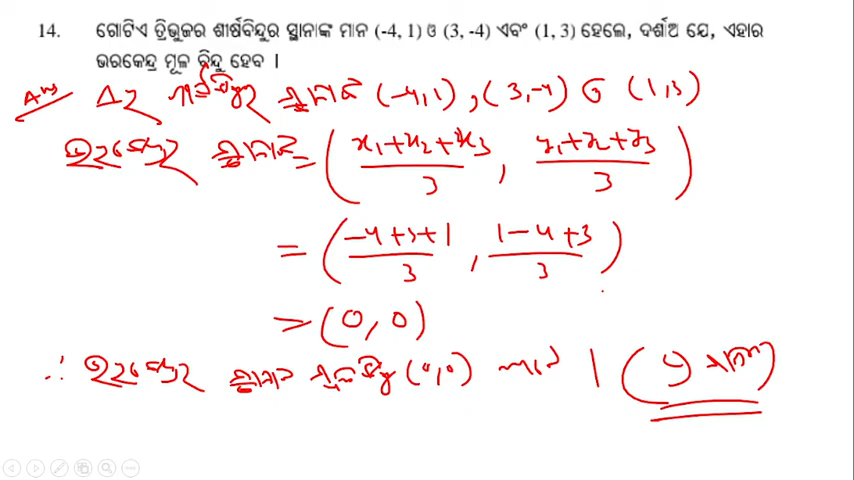 14. ଗୋଟିଏ ତ୍ରିଭୁଜର ଶୀର୍ଷବିନ୍ଦୁର ସ୍ଥାନାଙ୍କ ମାନ (-4, 1) ଓ (3, -4) ଏବଂ (1, 3) ହେଲେ, ଦର୍ଶାଅ ଯେ, ଏହାର
ଭରକେନ୍ଦ୍ର ମୂଳ ବିନ୍ଦୁ ହେବ ।
Ans Δର ଶୀର୍ଷବିନ୍ଦୁର ସ୍ଥାନାଙ୍କ (-4,1), (3,-4) ଓ (1,3)
ଭରକେନ୍ଦ୍ରର ସ୍ଥାନାଙ୍କ = (x₁+x₂+x₃/3, y₁+y₂+y₃/3)
= (-4+3+1/3, 1-4+3/3)
= (0,0)
∴ ଭରକେନ୍ଦ୍ରର ସ୍ଥାନାଙ୍କ ମୂଳବିନ୍ଦୁ (0,0) । (